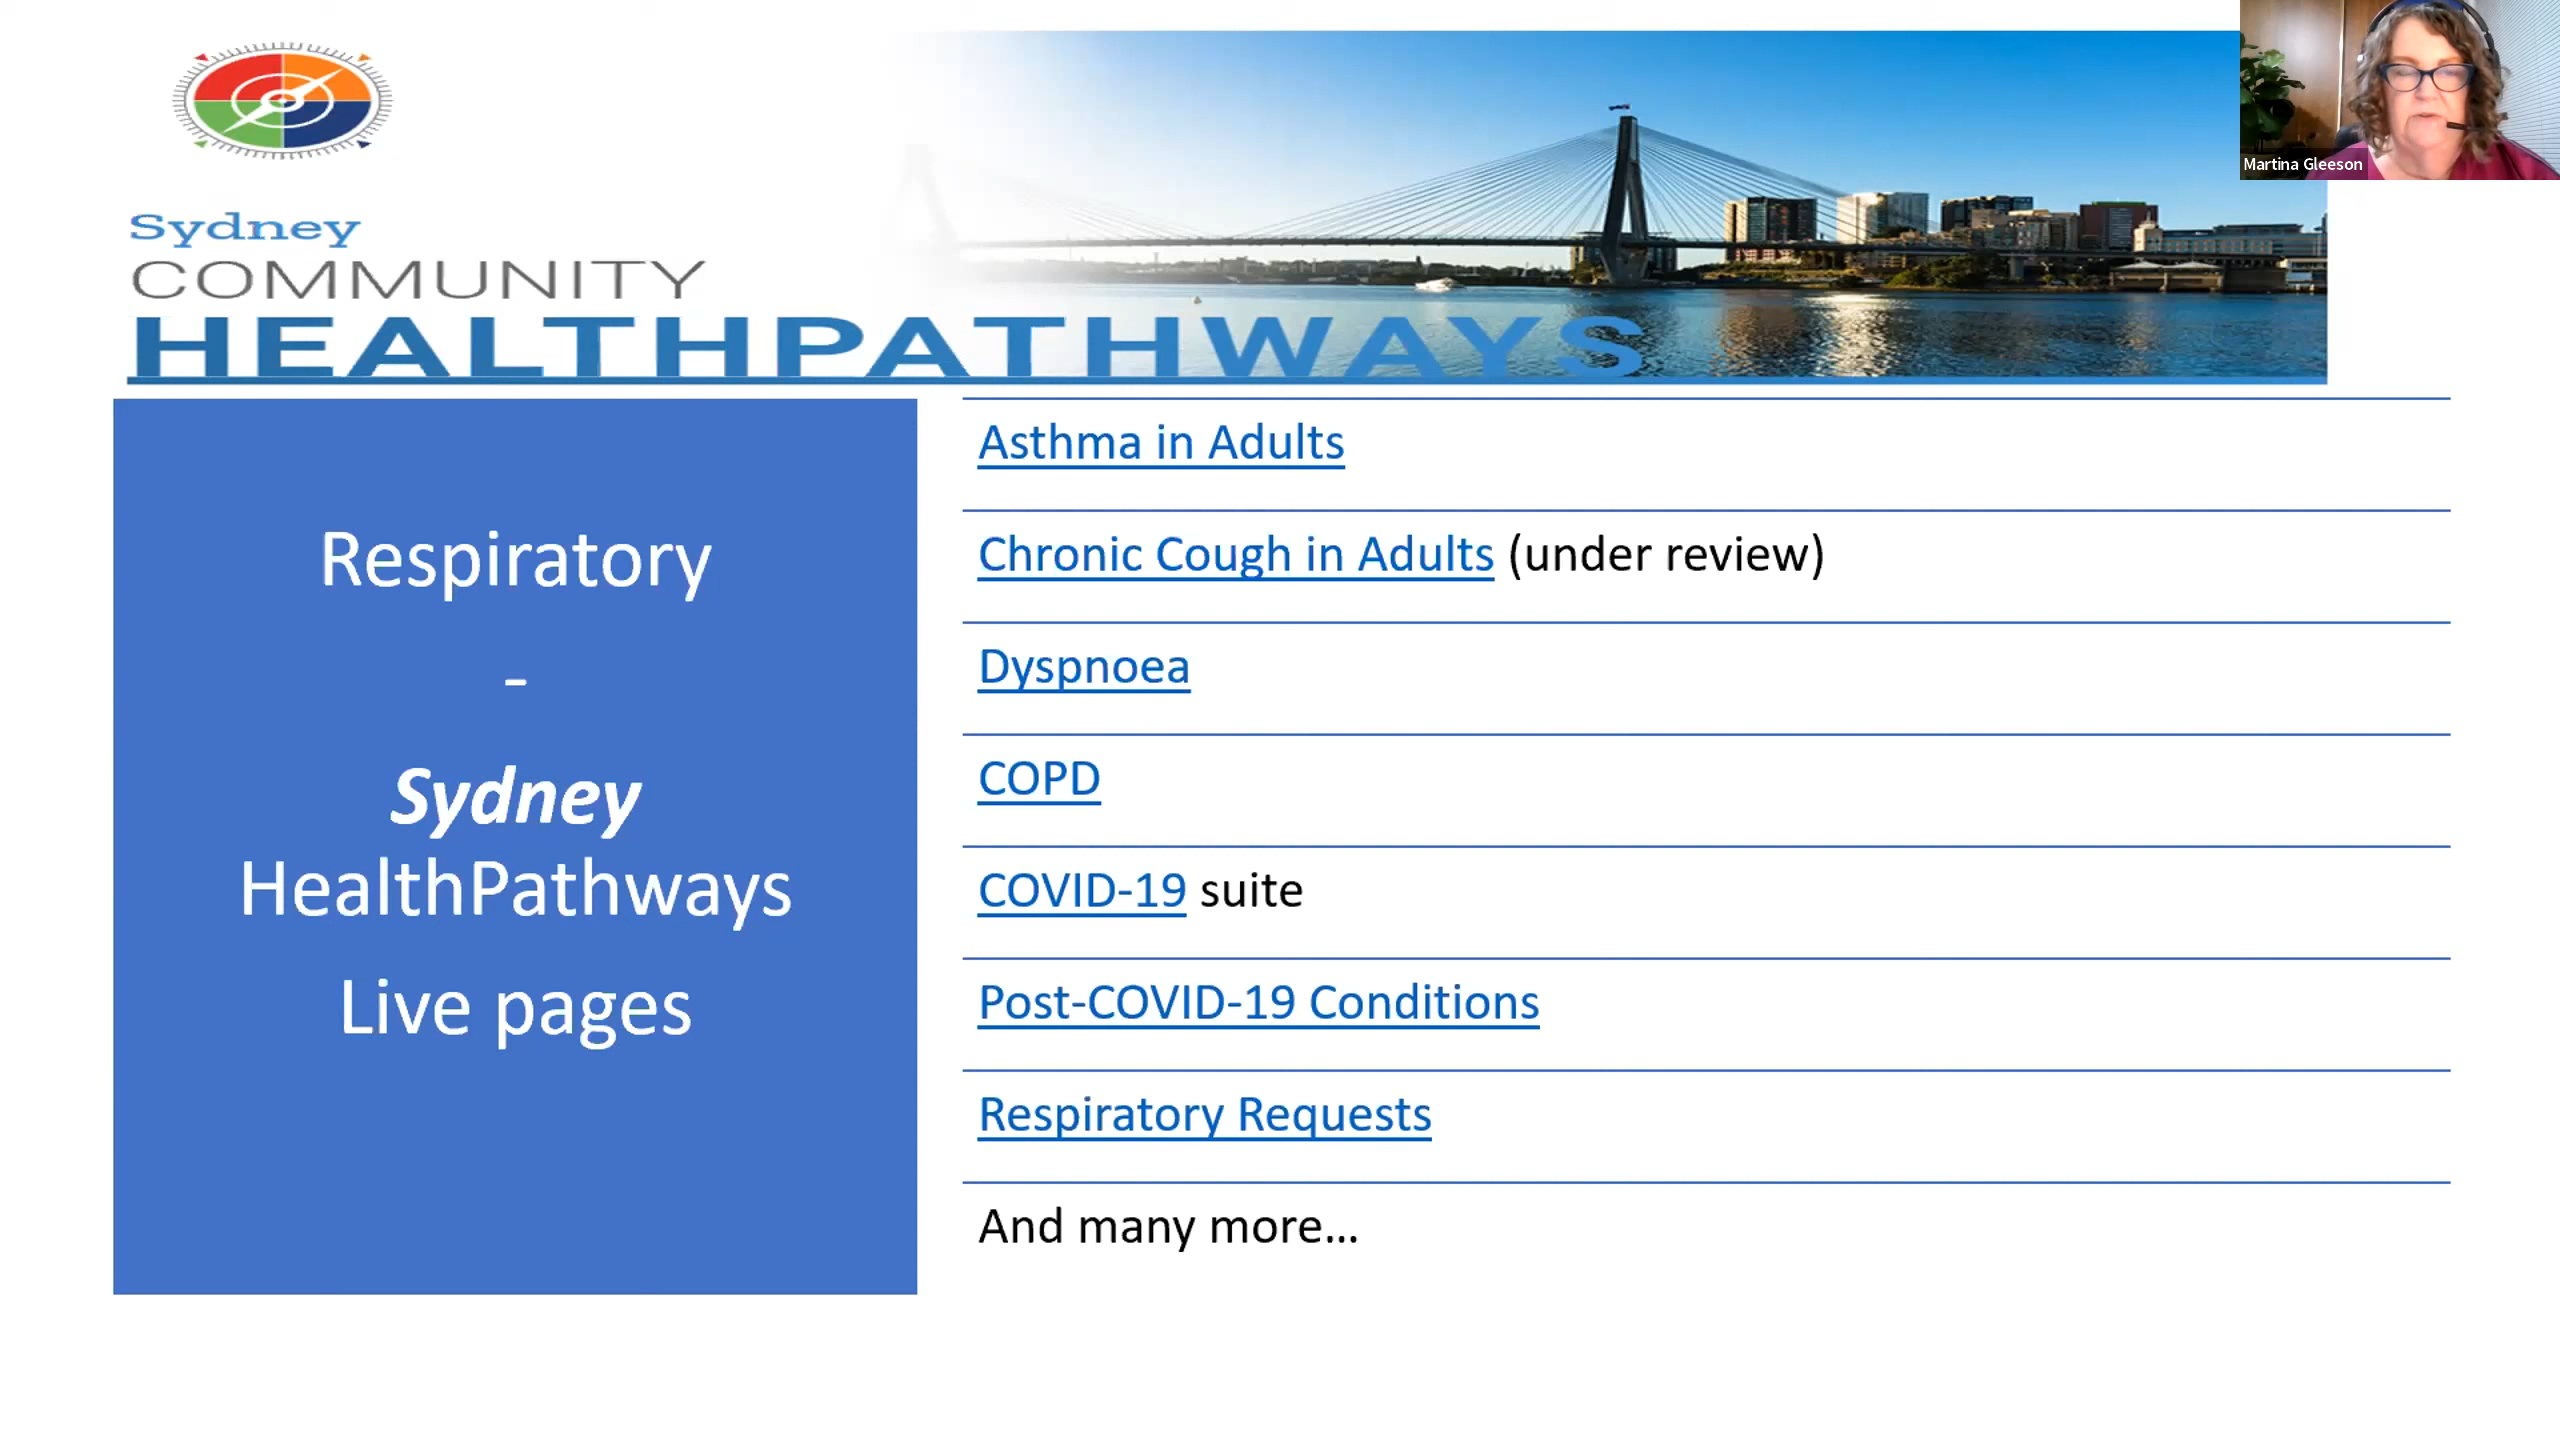 Martina Gleeson
Sydney
COMMUNITY
HEALTHPATHWAYS
Respiratory
-
Sydney
HealthPathways
Live pages
Asthma in Adults
Chronic Cough in Adults (under review)
Dyspnoea
COPD
COVID-19 suite
Post-COVID-19 Conditions
Respiratory Requests
And many more...